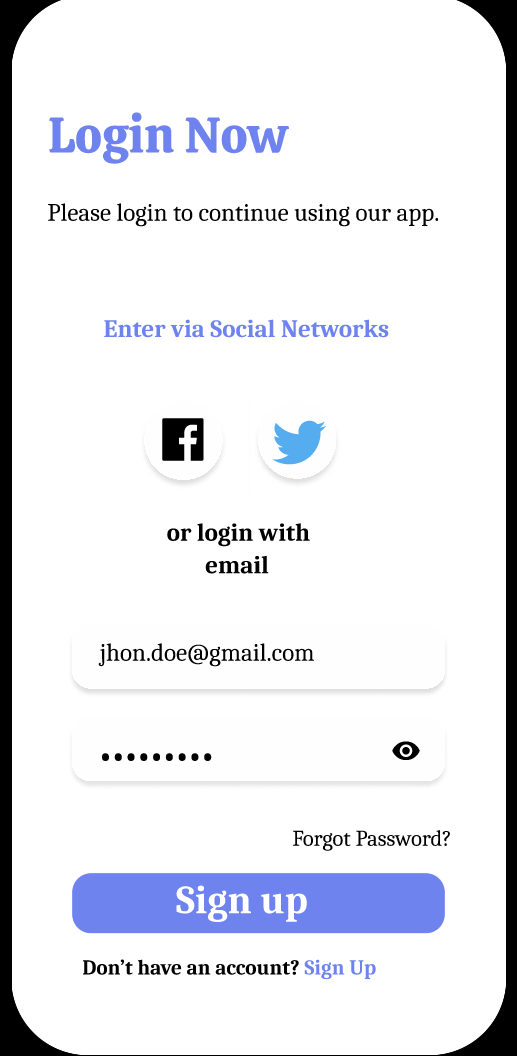 Login Now
Please login to continue using our app.
Enter via Social Networks
or login with
email
jhon.doe@gmail.com
•••••••••
Forgot Password?
Sign up
Don’t have an account? Sign Up